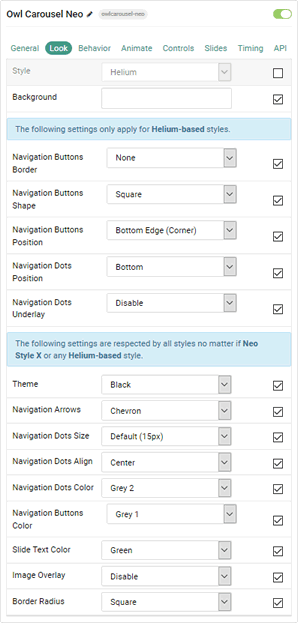 Owl Carousel Neo owlcarousel-neo
General Look Behavior Animate Controls Slides Timing API
Style Helium
Background
The following settings only apply for Helium-based styles.
Navigation Buttons Border None
Navigation Buttons Shape Square
Navigation Buttons Position Bottom Edge (Corner)
Navigation Dots Position Bottom
Navigation Dots Underlay Disable
The following settings are respected by all styles no matter if Neo
Style X or any Helium-based style.
Theme Black
Navigation Arrows Chevron
Navigation Dots Size Default (15px)
Navigation Dots Align Center
Navigation Dots Color Grey 2
Navigation Buttons Color Grey 1
Slide Text Color Green
Image Overlay Disable
Border Radius Square